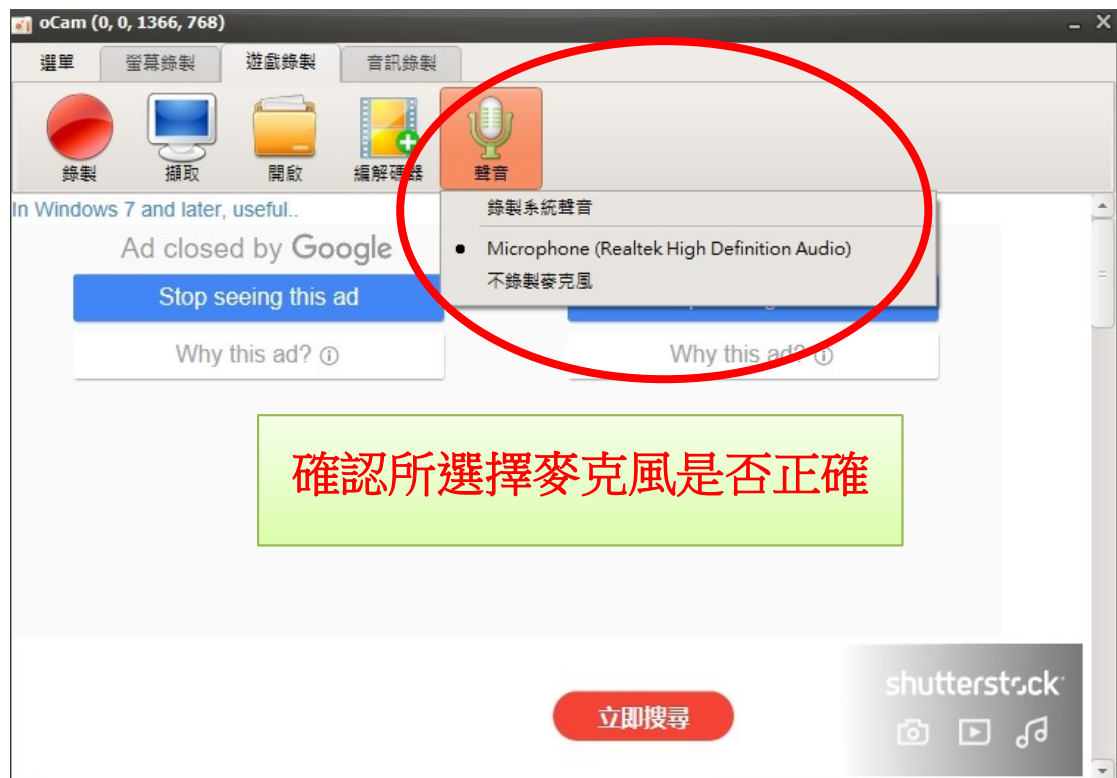 oCam (0, 0, 1366, 768)
選單 螢幕錄製 遊戲錄製 音訊錄製
錄製 擷取 開啟 編解碼器 聲音
In Windows 7 and later, useful..
錄製系統聲音
Ad closed by Google
Microphone (Realtek High Definition Audio)
不錄製麥克風
Stop seeing this ad
Why this ad? Why this ad?
確認所選擇麥克風是否正確
shutterstock
立即搜尋